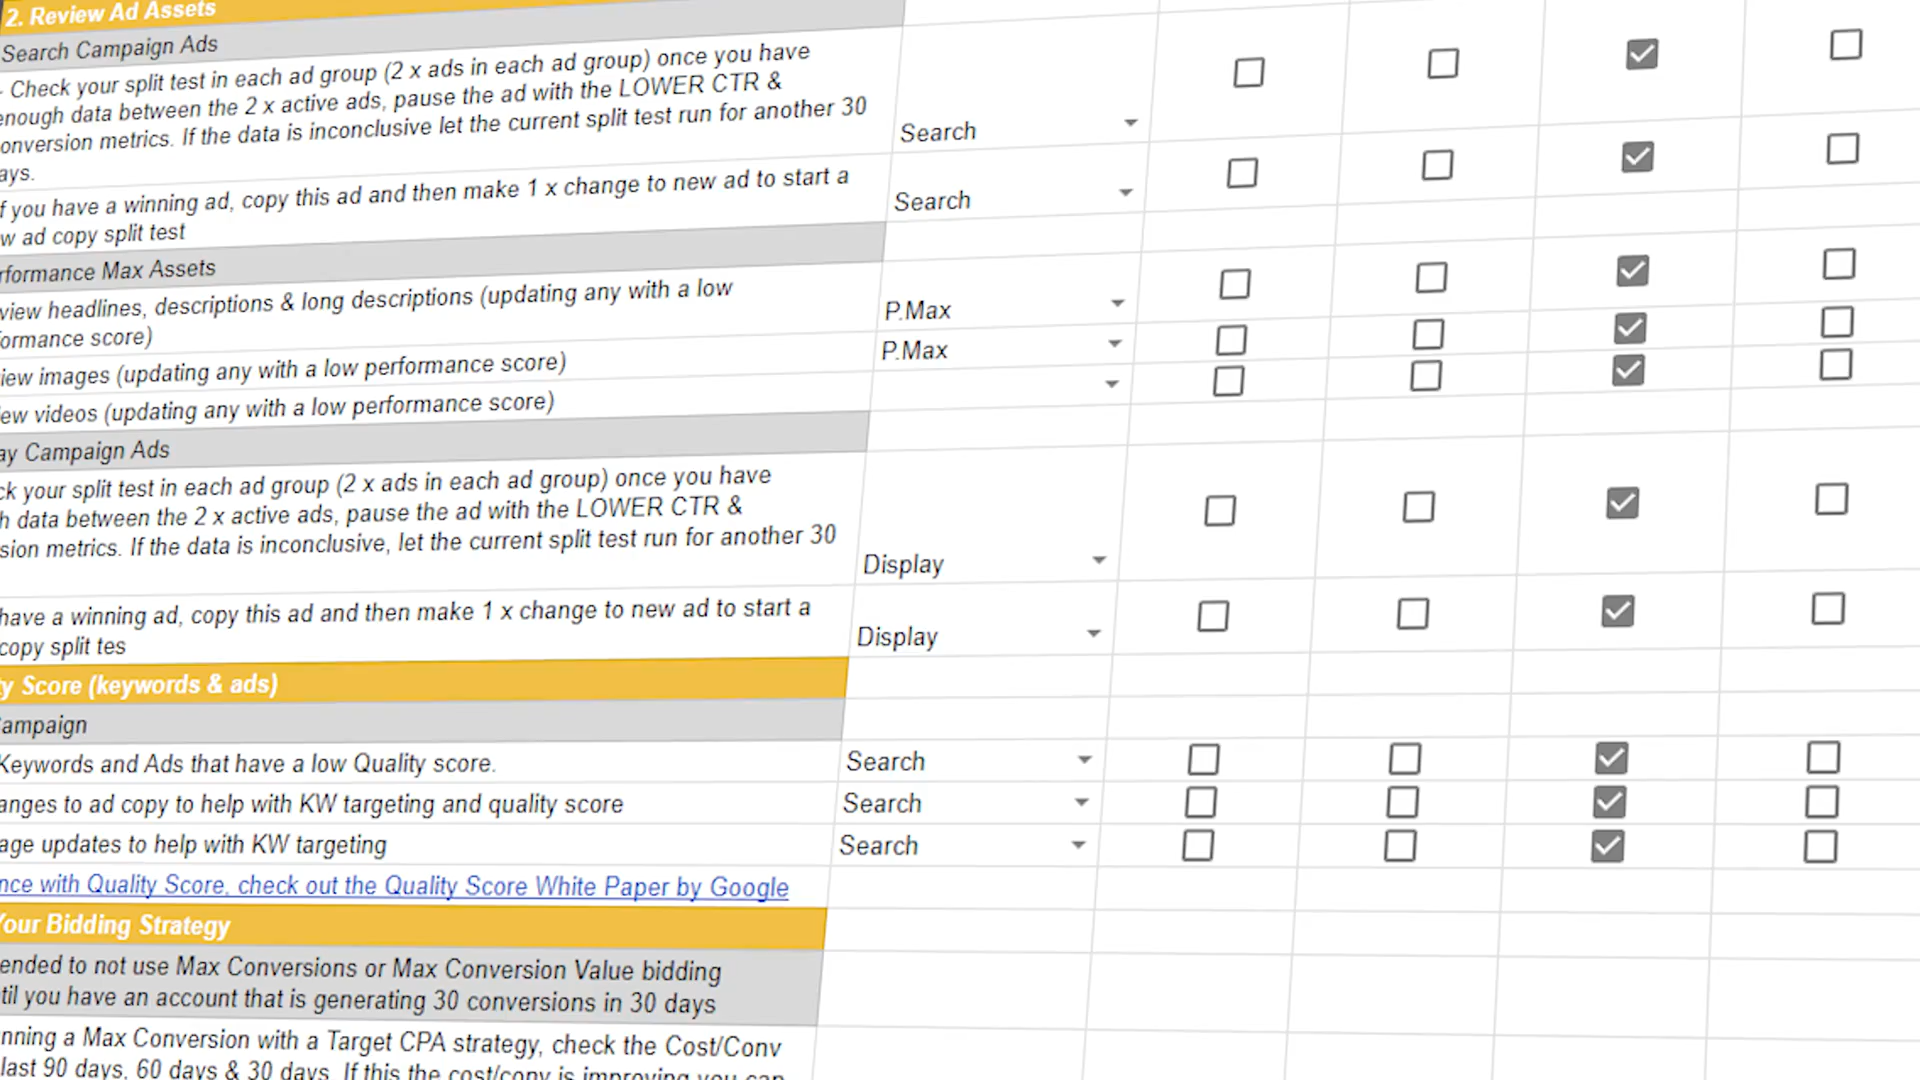 2. Review Ad Assets
Search Campaign Ads
- Check your split test in each ad group (2 x ads in each ad group) once you have
enough data between the 2 x active ads, pause the ad with the LOWER CTR &
onversion metrics. If the data is inconclusive let the current split test run for another 30
ays.
Search
f you have a winning ad, copy this ad and then make 1 x change to new ad to start a
w ad copy split test
Search
rformance Max Assets
view headlines, descriptions & long descriptions (updating any with a low
formance score)
P.Max
iew images (updating any with a low performance score)
P.Max
ew videos (updating any with a low performance score)
ay Campaign Ads
ck your split test in each ad group (2 x ads in each ad group) once you have
h data between the 2 x active ads, pause the ad with the LOWER CTR &
sion metrics. If the data is inconclusive, let the current split test run for another 30
Display
have a winning ad, copy this ad and then make 1 x change to new ad to start a
copy split tes
Display
ty Score (keywords & ads)
Campaign
Keywords and Ads that have a low Quality score.
Search
anges to ad copy to help with KW targeting and quality score
Search
age updates to help with KW targeting
Search
nce with Quality Score, check out the Quality Score White Paper by Google
Your Bidding Strategy
ended to not use Max Conversions or Max Conversion Value bidding
til you have an account that is generating 30 conversions in 30 days
nning a Max Conversion with a Target CPA strategy, check the Cost/Conv
last 90 days, 60 days & 30 days. If this the cost/conv is improving you can